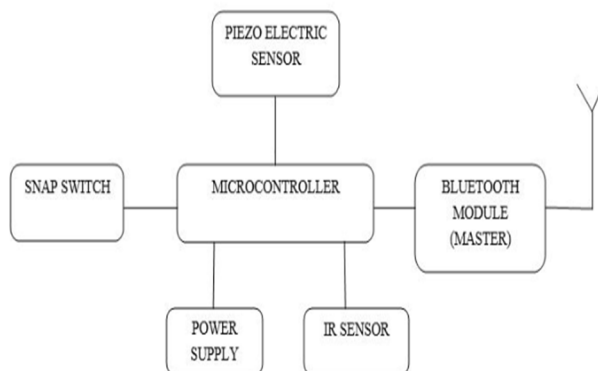 PIEZO ELECTRIC
SENSOR
SNAP SWITCH
MICROCONTROLLER
BLUETOOTH
MODULE
(MASTER)
POWER
SUPPLY
IR SENSOR